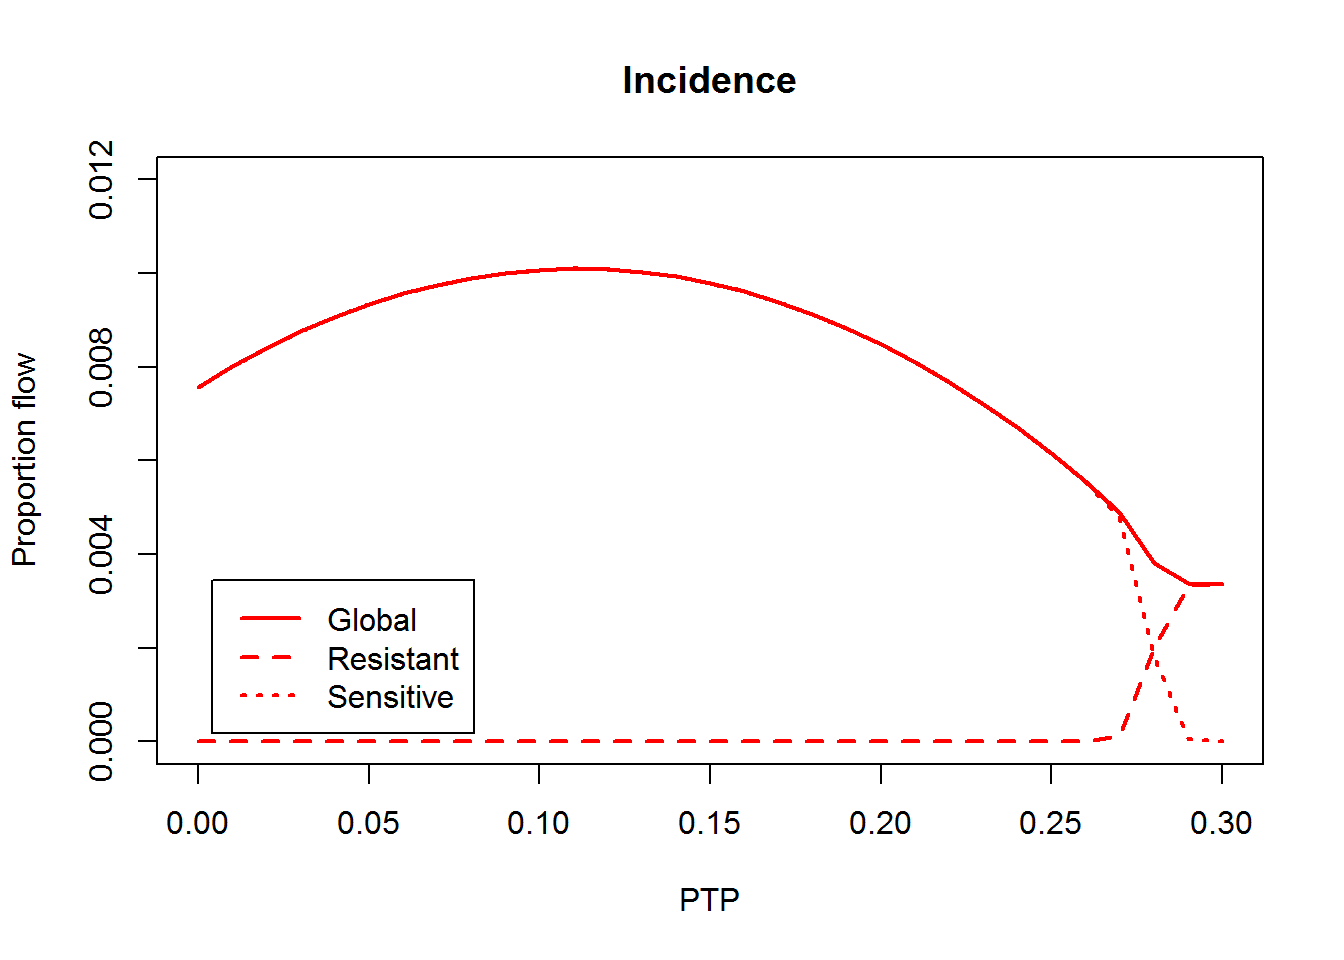 Incidence
Proportion flow
0.012
0.008
0.004
0.000
Global
Resistant
Sensitive
0.00 0.05 0.10 0.15 0.20 0.25 0.30
PTP